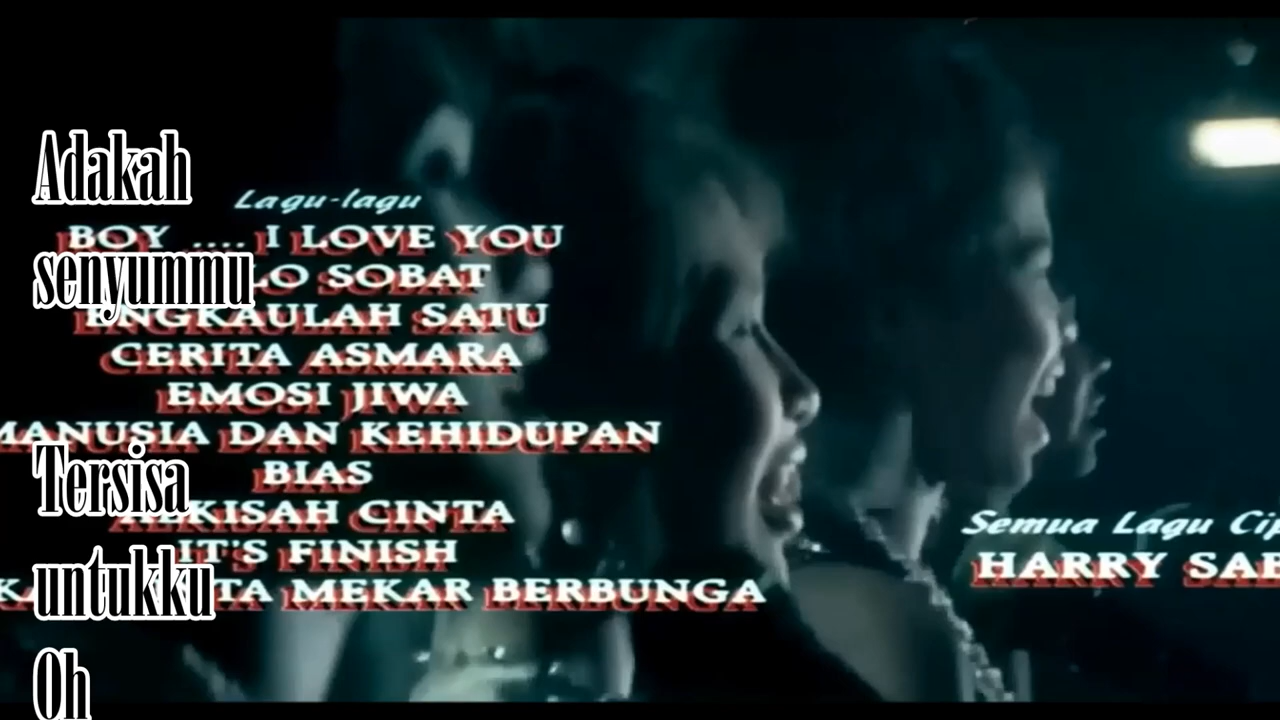 Adakah
senyummu
Tersisa
untukku
Oh
Lagu-lagu
BOY .... I LOVE YOU
LO SOBAT
ENGKAULAH SATU
CERITA ASMARA
EMOSI JIWA
MANUSIA DAN KEHIDUPAN
BIAS
ALKISAH CINTA
IT'S FINISH
MEKAR BERBUNGA
Semua Lagu
HARRY